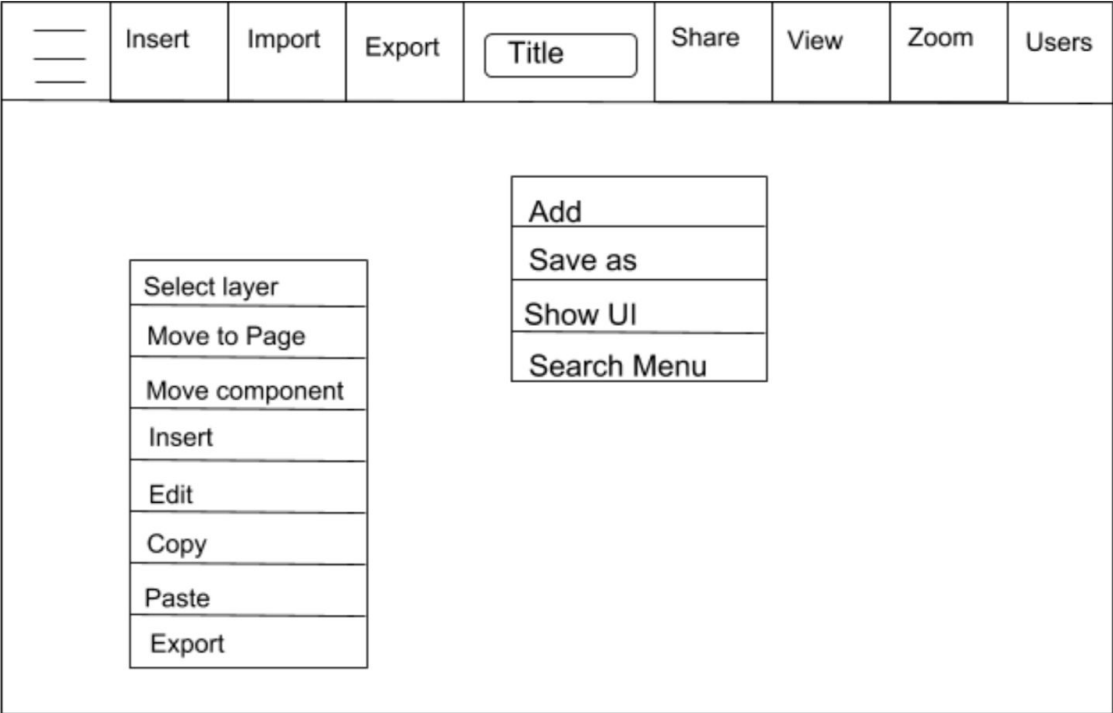 Insert
Import
Export
Title
Share
View
Zoom
Users
Add
Save as
Show UI
Search Menu
Select layer
Move to Page
Move component
Insert
Edit
Copy
Paste
Export